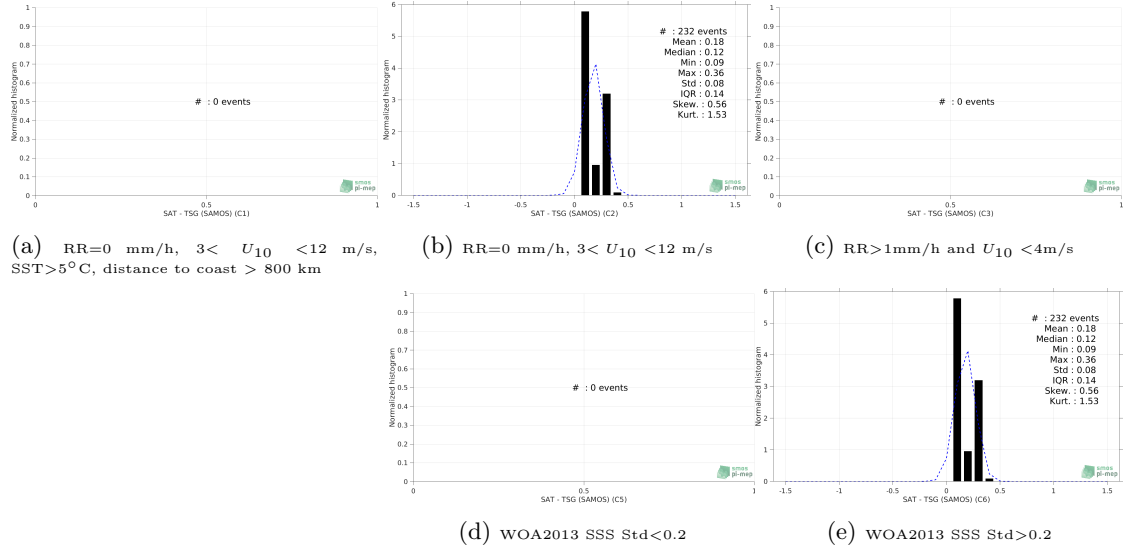 1
0.9
0.8
0.7
0.6
0.5
0.4
0.3
0.2
0.1
0
Normalized histogram
# : 0 events
0 0.5 1
SAT - TSG (SAMOS) (C1)
smos
pi-mep
(a) RR=0 mm/h, 3< U10 <12 m/s,
SST>5°C, distance to coast > 800 km
6
5
4
3
2
1
0
Normalized histogram
# : 232 events
Mean : 0.18
Median : 0.12
Min : 0.09
Max : 0.36
Std : 0.08
IQR : 0.14
Skew. : 0.56
Kurt. : 1.53
-1.5 -1 -0.5 0 0.5 1 1.5
SAT - TSG (SAMOS) (C2)
smos
pi-mep
(b) RR=0 mm/h, 3< U10 <12 m/s
1
0.9
0.8
0.7
0.6
0.5
0.4
0.3
0.2
0.1
0
Normalized histogram
# : 0 events
0 0.5 1
SAT - TSG (SAMOS) (C3)
smos
pi-mep
(c) RR>1mm/h and U10 <4m/s
1
0.9
0.8
0.7
0.6
0.5
0.4
0.3
0.2
0.1
0
Normalized histogram
# : 0 events
0 0.5 1
SAT - TSG (SAMOS) (C5)
smos
pi-mep
(d) WOA2013 SSS Std<0.2
6
5
4
3
2
1
0
Normalized histogram
# : 232 events
Mean : 0.18
Median : 0.12
Min : 0.09
Max : 0.36
Std : 0.08
IQR : 0.14
Skew. : 0.56
Kurt. : 1.53
-1.5 -1 -0.5 0 0.5 1 1.5
SAT - TSG (SAMOS) (C6)
smos
pi-mep
(e) WOA2013 SSS Std>0.2